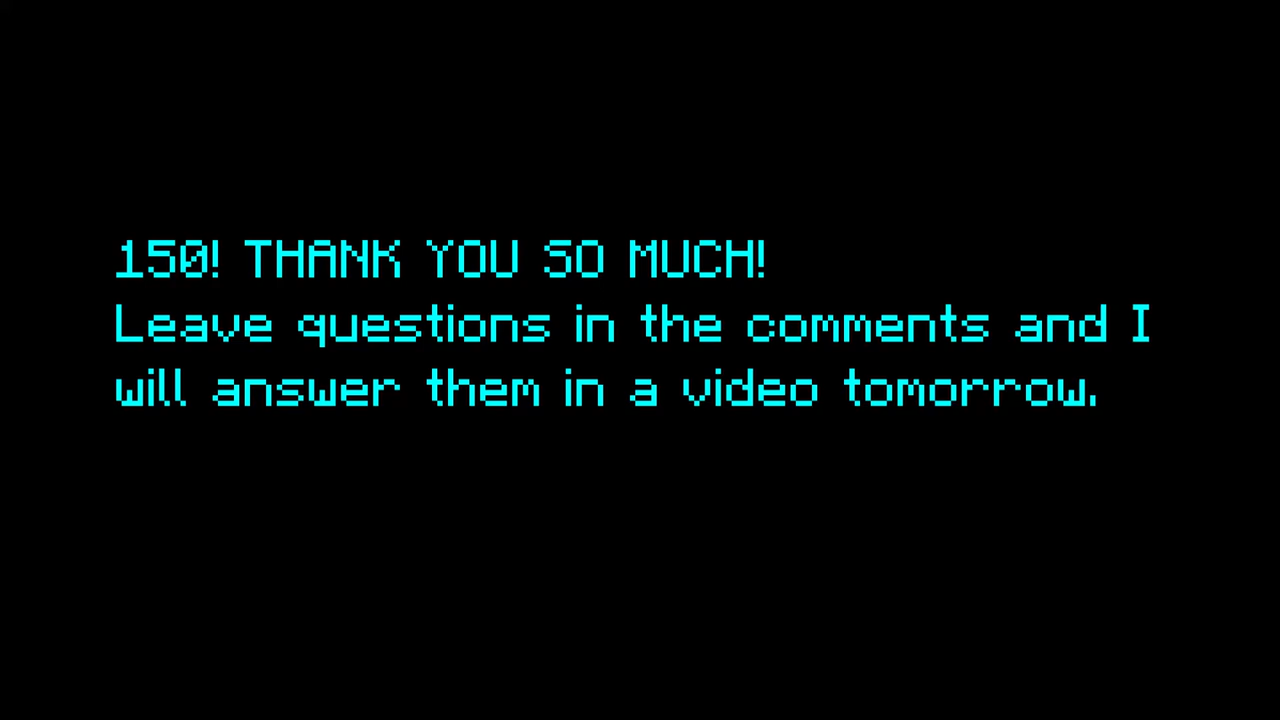 150! THANK YOU SO MUCH!
Leave questions in the comments and I
will answer them in a video tomorrow.